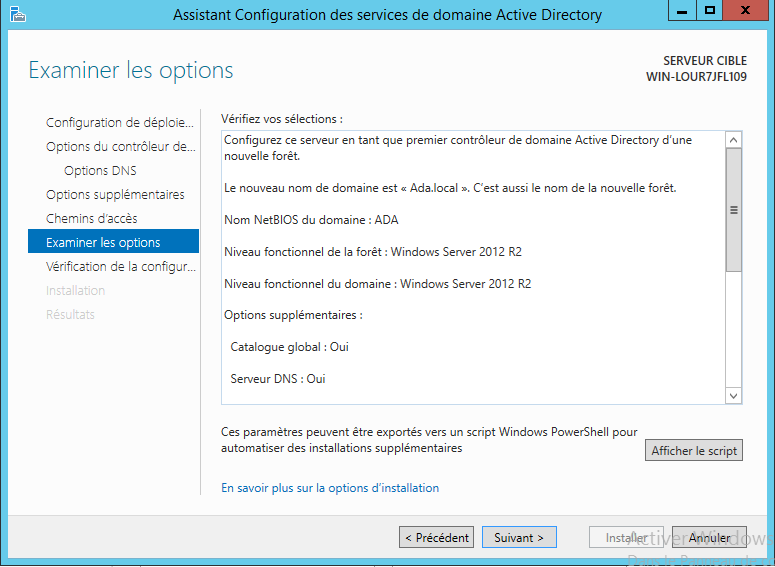 Assistant Configuration des services de domaine Active Directory
Examiner les options
SERVEUR CIBLE
WIN-LOUR7JFL109
Configuration de déploie...
Options du contrôleur de...
Options DNS
Options supplémentaires
Chemins d'accès
Examiner les options
Vérification de la configur...
Installation
Résultats
Vérifiez vos sélections :
Configurez ce serveur en tant que premier contrôleur de domaine Active Directory d'une
nouvelle forêt.
Le nouveau nom de domaine est « Ada.local ». C'est aussi le nom de la nouvelle forêt.
Nom NetBIOS du domaine : ADA
Niveau fonctionnel de la forêt : Windows Server 2012 R2
Niveau fonctionnel du domaine : Windows Server 2012 R2
Options supplémentaires :
Catalogue global : Oui
Serveur DNS : Oui
Ces paramètres peuvent être exportés vers un script Windows PowerShell pour
automatiser des installations supplémentaires
Afficher le script
En savoir plus sur la options d'installation
< Précédent
Suivant >
Installer
Annuler
Activer Window